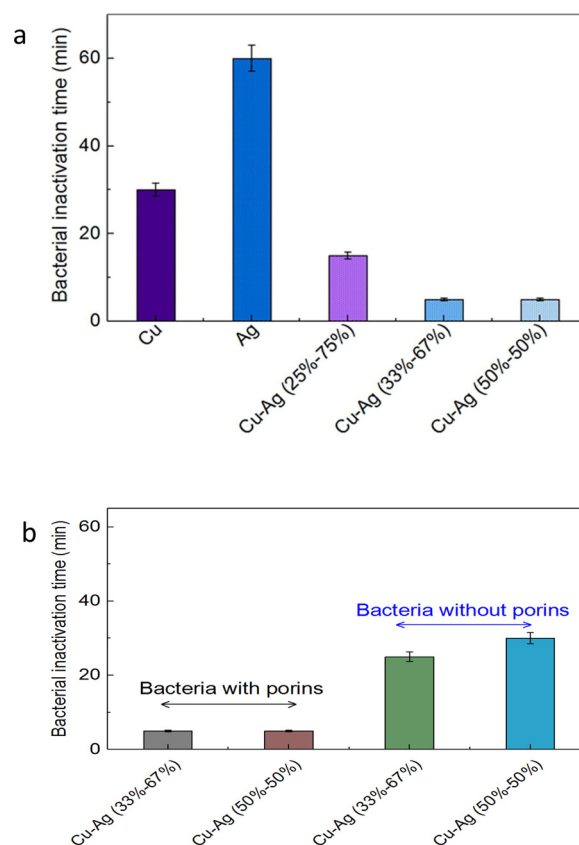 a
Bacterial inactivation time (min)
60
40
20
0
Cu
Ag
Cu-Ag (25%-75%)
Cu-Ag (33%-67%)
Cu-Ag (50%-50%)
b
Bacterial inactivation time (min)
60
40
20
0
Bacteria with porins
Bacteria without porins
Cu-Ag (33%-67%)
Cu-Ag (50%-50%)
Cu-Ag (33%-67%)
Cu-Ag (50%-50%)